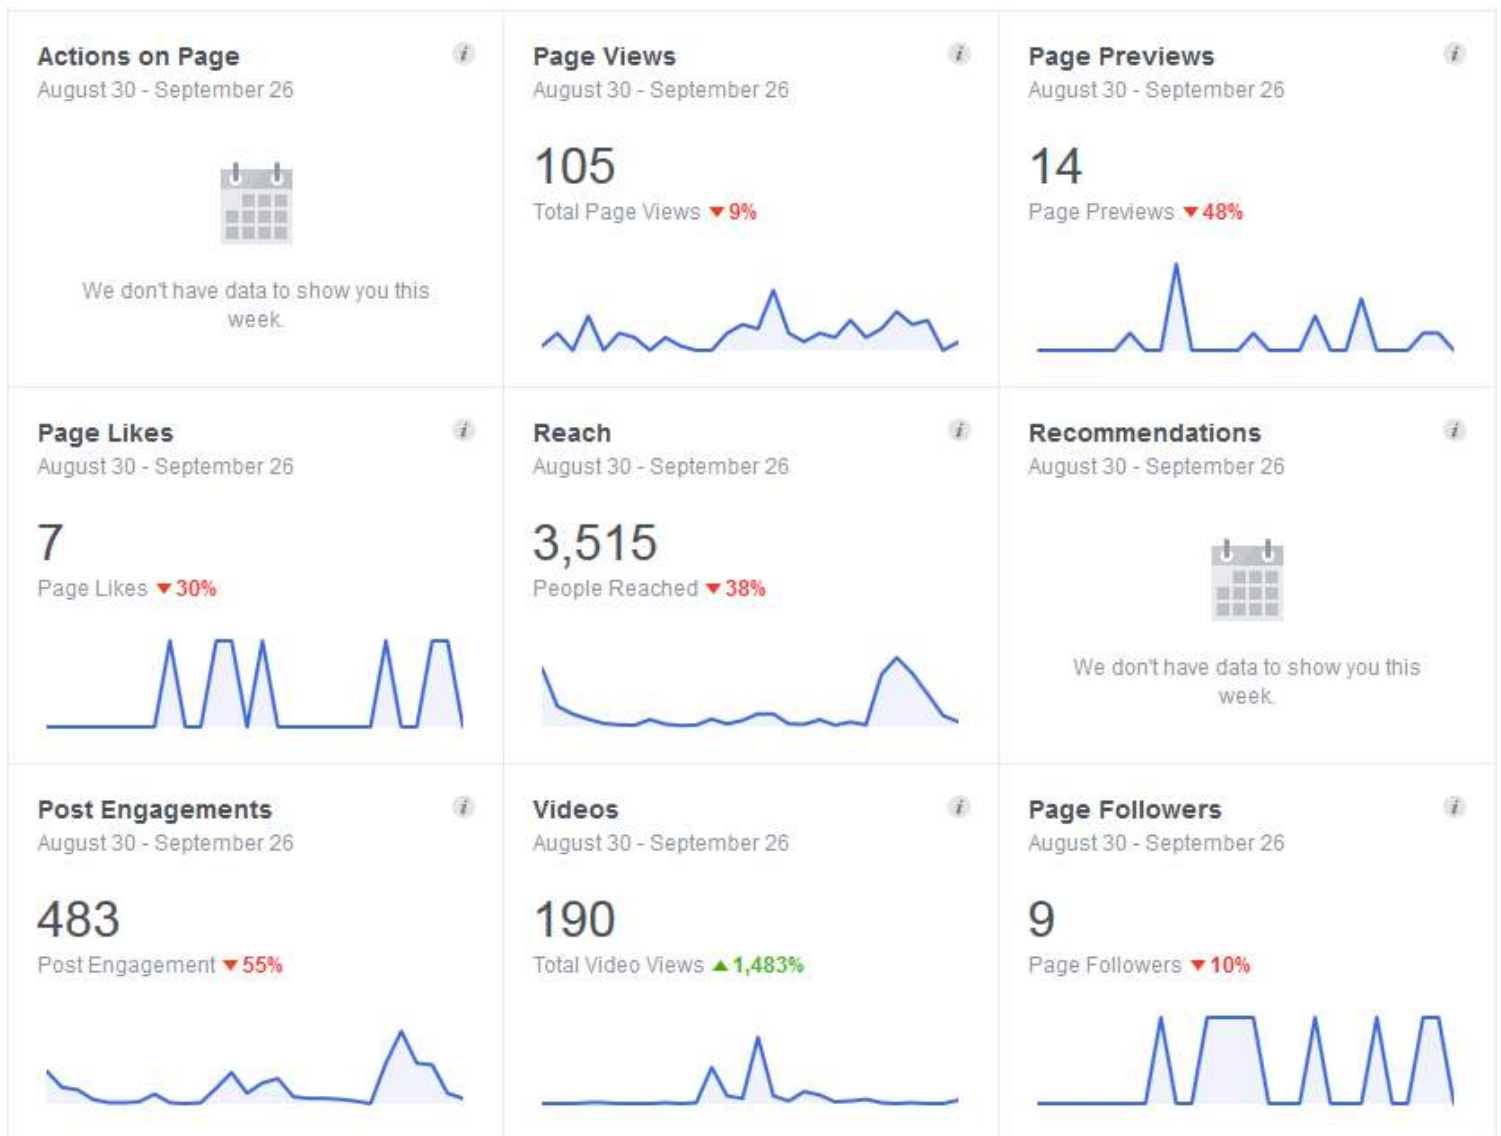 Actions on Page
August 30 - September 26
We don't have data to show you this
week.
Page Views
August 30 - September 26
105
Total Page Views ▼ 9%
Page Previews
August 30 - September 26
14
Page Previews ▼ 48%
Page Likes
August 30 - September 26
7
Page Likes ▼ 30%
Reach
August 30 - September 26
3,515
People Reached ▼ 38%
Recommendations
August 30 - September 26
We don't have data to show you this
week.
Post Engagements
August 30 - September 26
483
Post Engagement ▼ 55%
Videos
August 30 - September 26
190
Total Video Views ▲ 1,483%
Page Followers
August 30 - September 26
9
Page Followers ▼ 10%